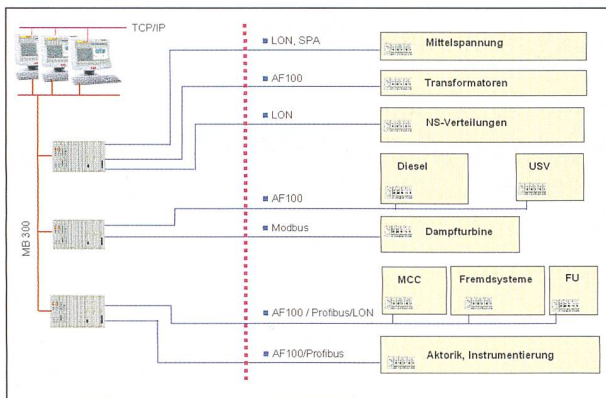 TCP/IP
LON, SPA
Mittelspannung
AF100
Transformatoren
LON
NS-Verteilungen
Diesel
USV
AF100
Modbus
Dampfturbine
MB 300
MCC
Fremdsysteme
FU
AF100 / Profibus/LON
AF100/Profibus
Aktorik, Instrumentierung